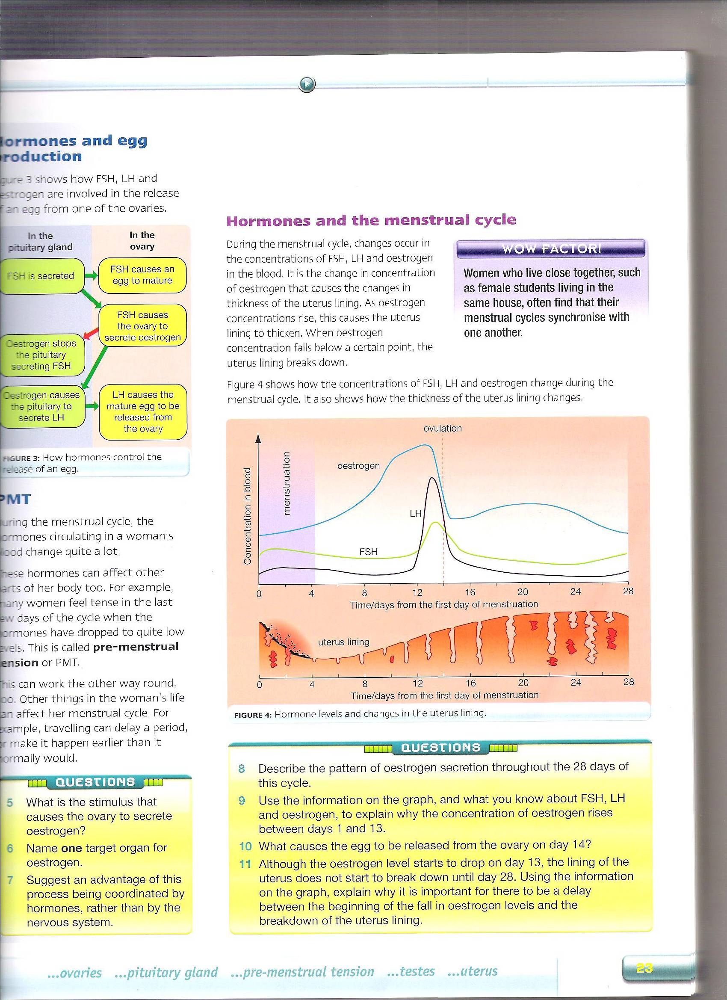 ormones and egg
roduction
gure 3 shows how FSH, LH and
estrogen are involved in the release
f an egg from one of the ovaries.
In the
pituitary gland
In the
ovary
FSH is secreted
FSH causes an
egg to mature
FSH causes
the ovary to
secrete oestrogen
Oestrogen stops
the pituitary
secreting FSH
Oestrogen causes
the pituitary to
secrete LH
LH causes the
mature egg to be
released from
the ovary
FIGURE 3: How hormones control the
release of an egg.
PMT
uring the menstrual cycle, the
ormones circulating in a woman's
lood change quite a lot.
hese hormones can affect other
arts of her body too. For example,
many women feel tense in the last
ew days of the cycle when the
ormones have dropped to quite low
evels. This is called pre-menstrual
ension or PMT.
his can work the other way round,
oo. Other things in the woman's life
an affect her menstrual cycle. For
xample, travelling can delay a period,
r make it happen earlier than it
ormally would.
QUESTIONS
5 What is the stimulus that
causes the ovary to secrete
oestrogen?
6 Name one target organ for
oestrogen.
7 Suggest an advantage of this
process being coordinated by
hormones, rather than by the
nervous system.
Hormones and the menstrual cycle
During the menstrual cycle, changes occur in
the concentrations of FSH, LH and oestrogen
in the blood. It is the change in concentration
of oestrogen that causes the changes in
thickness of the uterus lining. As oestrogen
concentrations rise, this causes the uterus
lining to thicken. When oestrogen
concentration falls below a certain point, the
uterus lining breaks down.
WOW FACTOR!
Women who live close together, such
as female students living in the
same house, often find that their
menstrual cycles synchronise with
one another.
Figure 4 shows how the concentrations of FSH, LH and oestrogen change during the
menstrual cycle. It also shows how the thickness of the uterus lining changes.
ovulation
Concentration in blood
menstruation
oestrogen
LH
FSH
0 4 8 12 16 20 24 28
Time/days from the first day of menstruation
uterus lining
0 4 8 12 16 20 24 28
Time/days from the first day of menstruation
FIGURE 4: Hormone levels and changes in the uterus lining.
QUESTIONS
8 Describe the pattern of oestrogen secretion throughout the 28 days of
this cycle.
9 Use the information on the graph, and what you know about FSH, LH
and oestrogen, to explain why the concentration of oestrogen rises
between days 1 and 13.
10 What causes the egg to be released from the ovary on day 14?
11 Although the oestrogen level starts to drop on day 13, the lining of the
uterus does not start to break down until day 28. Using the information
on the graph, explain why it is important for there to be a delay
between the beginning of the fall in oestrogen levels and the
breakdown of the uterus lining.
...ovaries ...pituitary gland ...pre-menstrual tension ...testes ...uterus
23